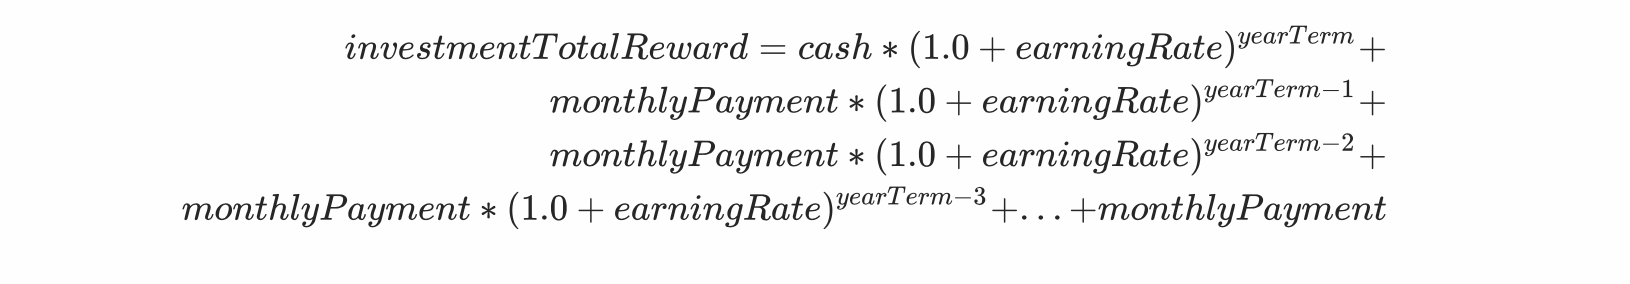 investmentTotalReward = cash * (1.0 + earningRate)^{yearTerm} +
monthlyPayment * (1.0 + earningRate)^{yearTerm-1} +
monthlyPayment * (1.0 + earningRate)^{yearTerm-2} +
monthlyPayment * (1.0 + earningRate)^{yearTerm-3} + ... + monthlyPayment